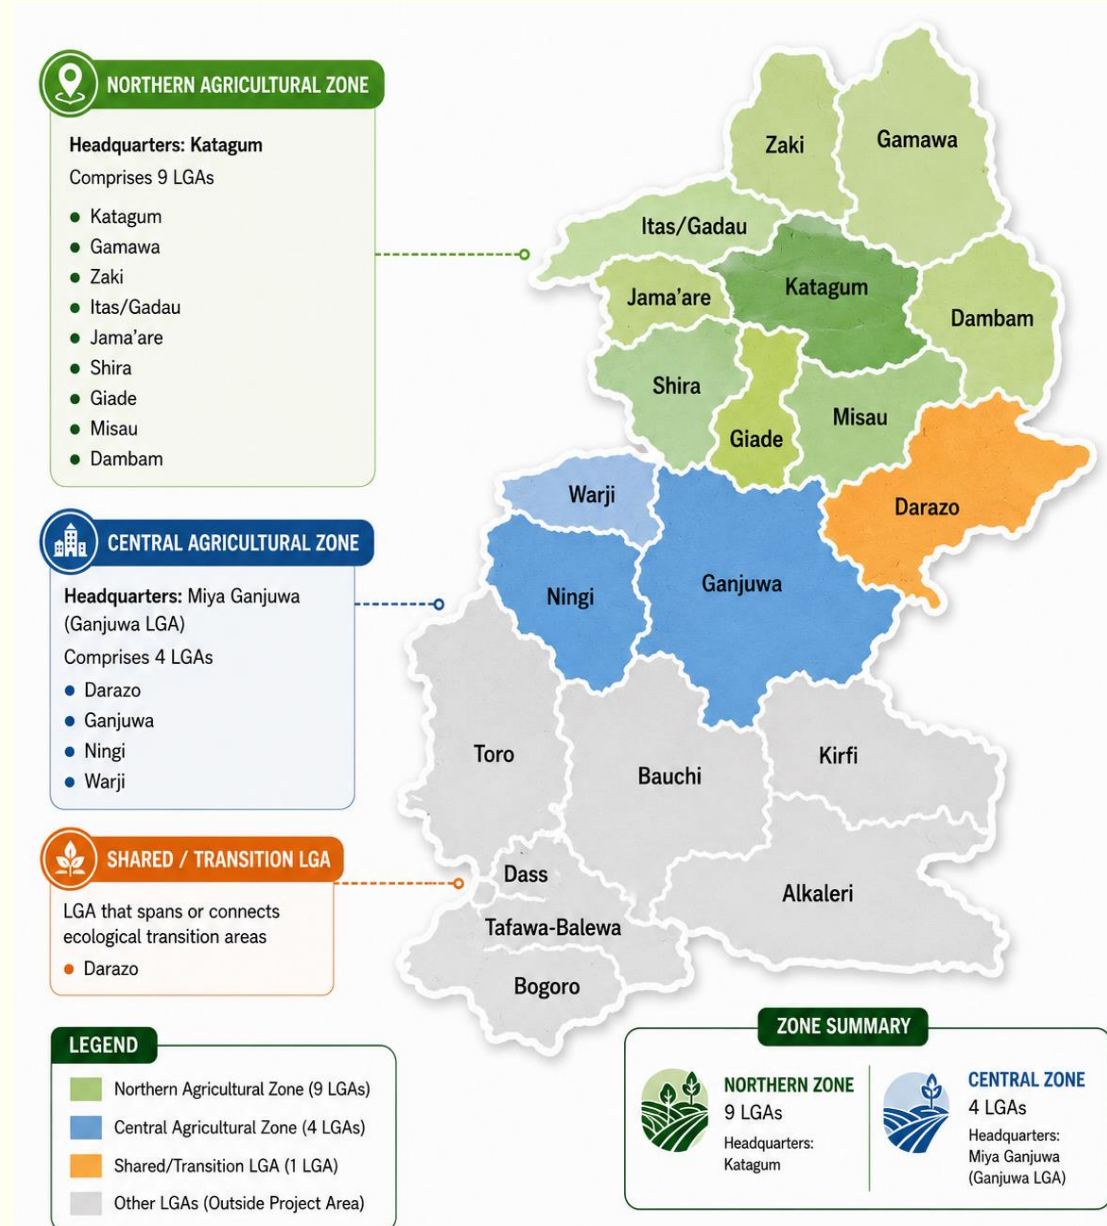 NORTHERN AGRICULTURAL ZONE
Headquarters: Katagum
Comprises 9 LGAs
Katagum
Gamawa
Zaki
Itas/Gadau
Jama'are
Shira
Giade
Misau
Dambam
CENTRAL AGRICULTURAL ZONE
Headquarters: Miya Ganjuwa
(Ganjuwa LGA)
Comprises 4 LGAs
Darazo
Ganjuwa
Ningi
Warji
SHARED / TRANSITION LGA
LGA that spans or connects
ecological transition areas
Darazo
Zaki
Gamawa
Itas/Gadau
Jama'are
Katagum
Dambam
Shira
Giade
Misau
Darazo
Warji
Ningi
Ganjuwa
Toro
Bauchi
Kirfi
Dass
Alkaleri
Tafawa-Balewa
Bogoro
LEGEND
Northern Agricultural Zone (9 LGAs)
Central Agricultural Zone (4 LGAs)
Shared/Transition LGA (1 LGA)
Other LGAs (Outside Project Area)
ZONE SUMMARY
NORTHERN ZONE
9 LGAs
Headquarters:
Katagum
CENTRAL ZONE
4 LGAs
Headquarters:
Miya Ganjuwa
(Ganjuwa LGA)